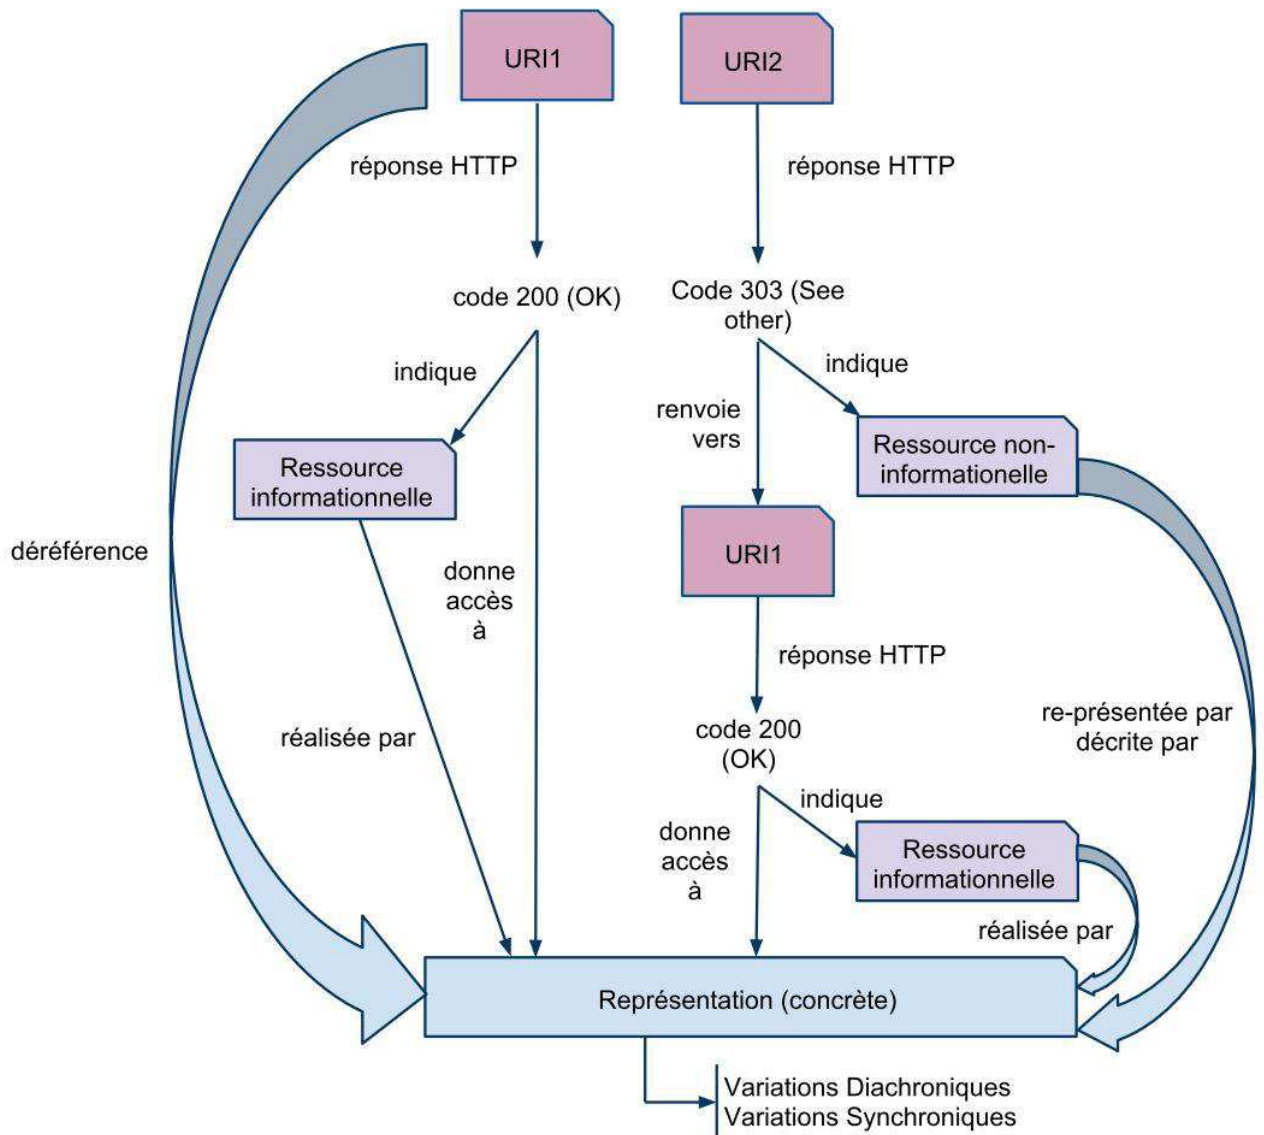 URI1
URI2
réponse HTTP
réponse HTTP
code 200 (OK)
Code 303 (See
other)
indique
indique
renvoie
vers
Ressource
informationnelle
Ressource non-
informationelle
déréférence
donne
accès
à
URI1
réponse HTTP
réalisée par
code 200
(OK)
re-présentée par
décrite par
indique
donne
accès
à
Ressource
informationnelle
réalisée par
Représentation (concrète)
Variations Diachroniques
Variations Synchroniques